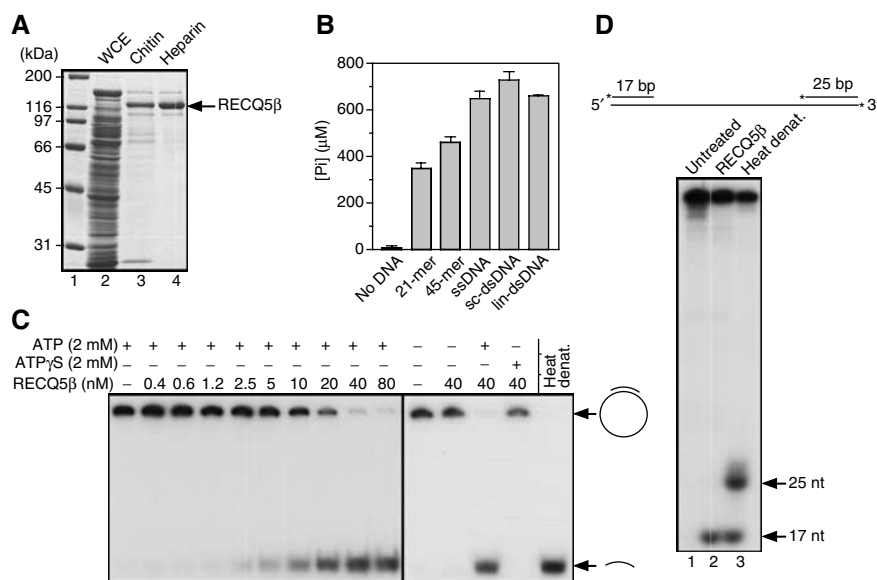 A
(kDa) WCE Chitin Heparin
200
116
97
66
45
31
RECQ5β
1 2 3 4
B
[Pi] (μM)
800
600
400
200
0
No DNA 21-mer 45-mer ssDNA sc-dsDNA lin-dsDNA
C
ATP (2 mM) + + + + + + + + + + – – + –
ATPγS (2 mM) – – – – – – – – – – – – – +
RECQ5β (nM) – 0.4 0.6 1.2 2.5 5 10 20 40 80 – 40 40 40
Heat denat.
D
17 bp 25 bp
5′ * * * 3
Untreated RECQ5β Heat denat.
25 nt
17 nt
1 2 3